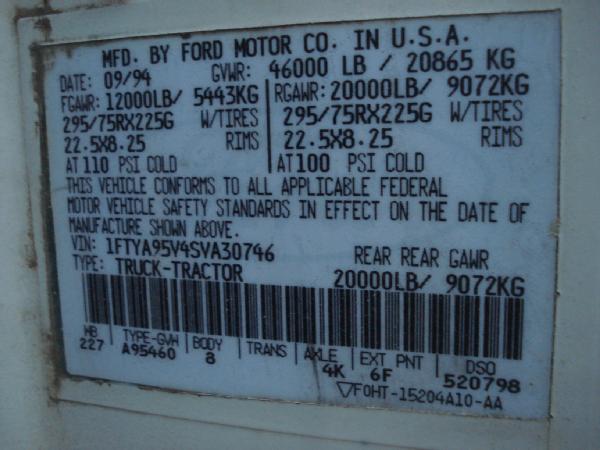 MFD. BY FORD MOTOR CO. IN U.S.A.
DATE: 09/94 GVWR: 46000 LB / 20865 KG
FGAWR: 12000LB/ 5443KG RGAWR: 20000LB/ 9072KG
295/75RX225G W/TIRES 295/75RX225G W/TIRES
22.5X8.25 RIMS 22.5X8.25 RIMS
AT 110 PSI COLD AT 100 PSI COLD
THIS VEHICLE CONFORMS TO ALL APPLICABLE FEDERAL
MOTOR VEHICLE SAFETY STANDARDS IN EFFECT ON THE DATE OF
MANUFACTURE SHOWN ABOVE.
VIN: 1FTYA95V4SVA30746 REAR REAR GAWR
TYPE: TRUCK-TRACTOR 20000LB/ 9072KG
WB TYPE-GVW BODY TRANS AXLE EXT PNT DSO
227 A95460 8 4K 6F 520798
F0HT-15204A10-AA